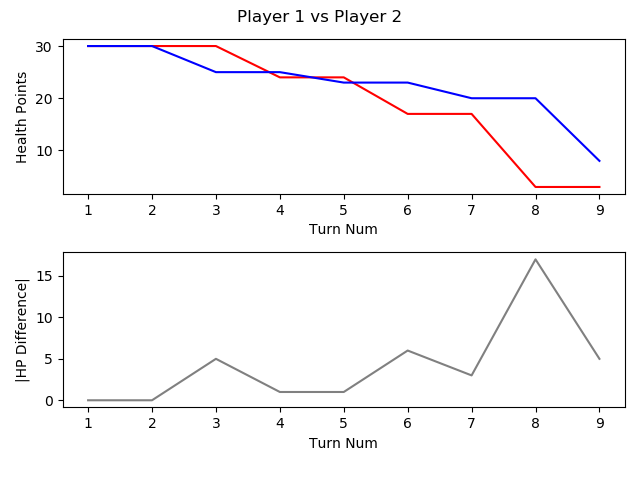 Player 1 vs Player 2
30
20
10
Health Points
1 2 3 4 5 6 7 8 9
Turn Num
15
10
5
0
|HP Difference|
1 2 3 4 5 6 7 8 9
Turn Num